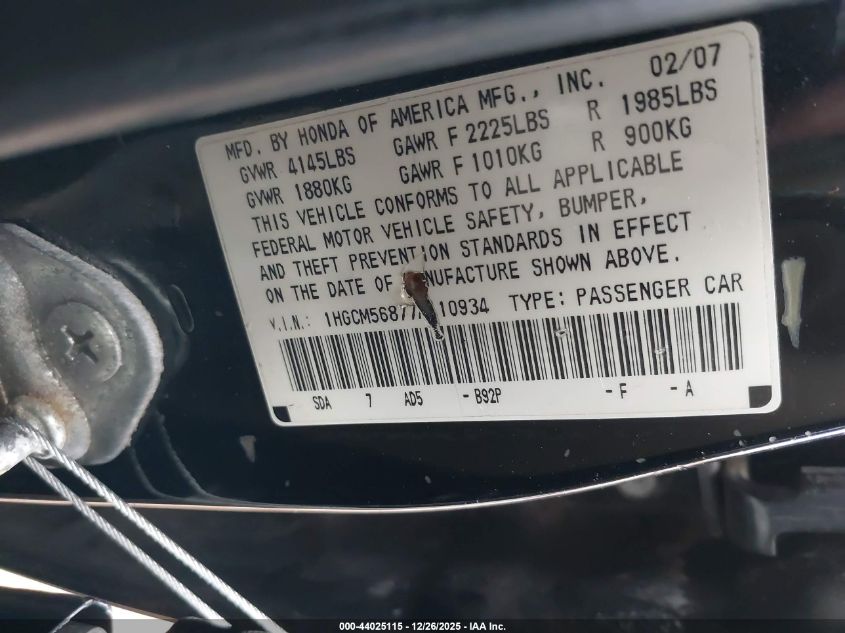 MFD. BY HONDA OF AMERICA MFG., INC. 02/07
GVWR 4145LBS GAWR F 2225LBS R 1985LBS
GVWR 1880KG GAWR F 1010KG R 900KG
THIS VEHICLE CONFORMS TO ALL APPLICABLE
FEDERAL MOTOR VEHICLE SAFETY, BUMPER,
AND THEFT PREVENTION STANDARDS IN EFFECT
ON THE DATE OF MANUFACTURE SHOWN ABOVE.
V.I.N.: TYPE: PASSENGER CAR
SDA 7 AD5 - B92P - F - A
000-44025115 - 12/26/2025 - IAA Inc.